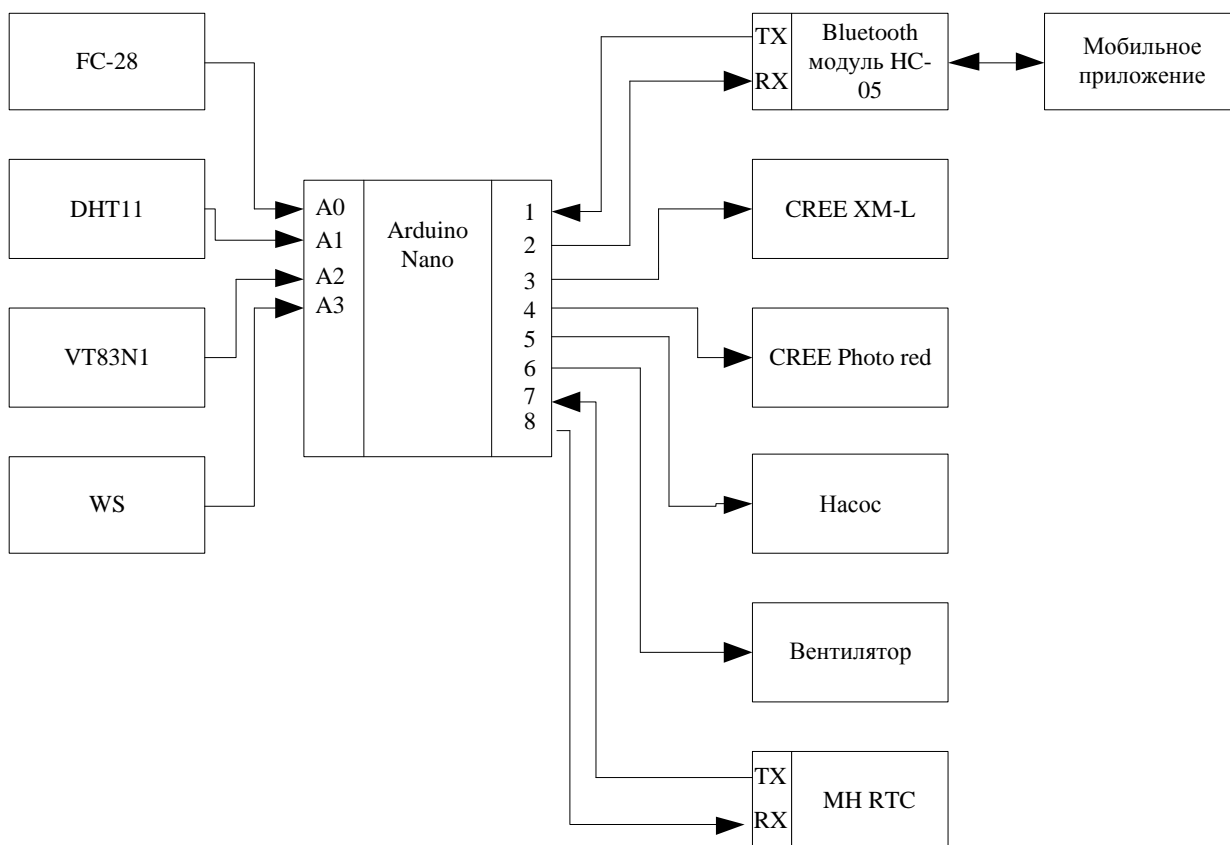 FC-28
DHT11
VT83N1
WS
A0
A1
A2
A3
Arduino
Nano
1
2
3
4
5
6
7
8
TX
RX
Bluetooth
модуль HC-
05
Мобильное
приложение
CREE XM-L
CREE Photo red
Насос
Вентилятор
TX
RX
MH RTC